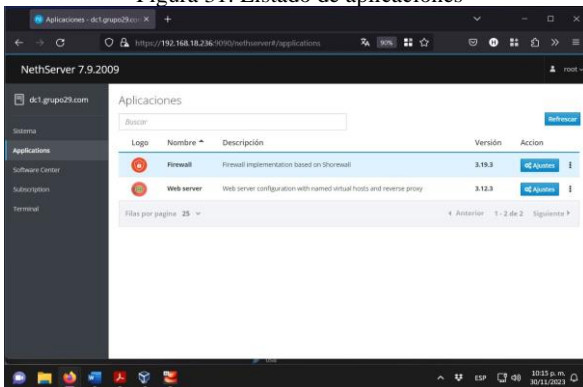 Figura 31. Listado de aplicaciones
Aplicaciones - dc1.grupo29.co
https://192.168.18.236:9090/nethserver#/applications
90%
NethServer 7.9.2009
root
dc1.grupo29.com
Sistema
Applications
Software Center
Subscription
Terminal
Aplicaciones
Buscar
Refrescar
Logo Nombre Descripción Versión Accion
Firewall Firewall implementation based on Shorewall 3.19.3 Ajustes
Web server Web server configuration with named virtual hosts and reverse proxy 3.12.3 Ajustes
Filas por pagina 25 Anterior 1 - 2 de 2 Siguiente
ESP
10:15 p. m.
30/11/2023